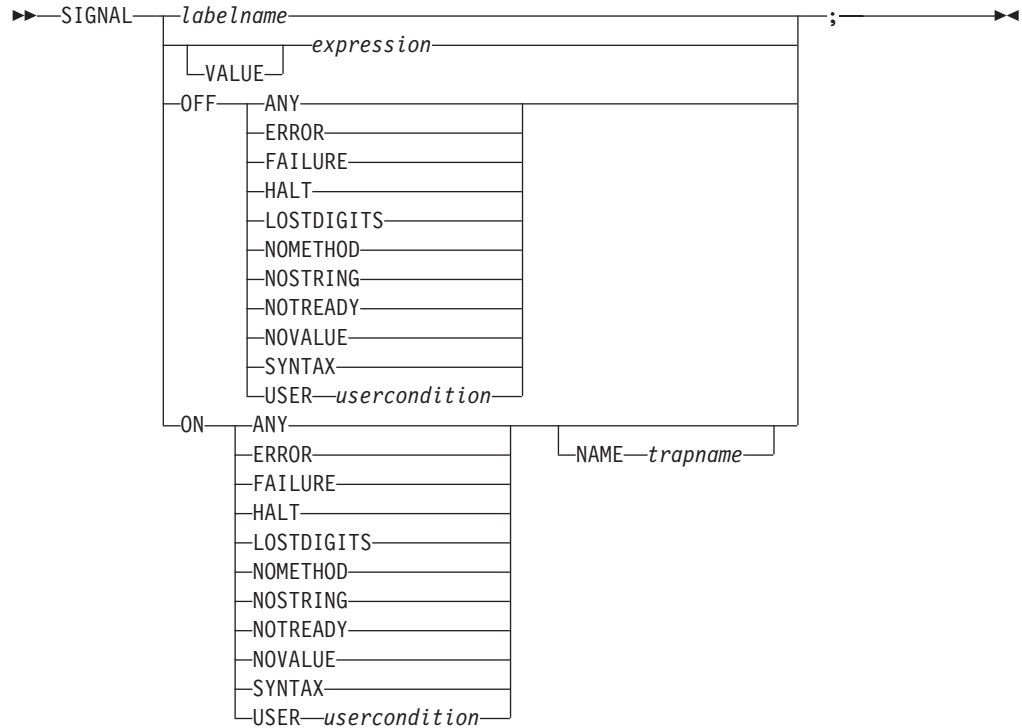 SIGNAL labelname ;
expression
VALUE
OFF ANY
ERROR
FAILURE
HALT
LOSTDIGITS
NOMETHOD
NOSTRING
NOTREADY
NOVALUE
SYNTAX
USER usercondition
ON ANY
ERROR NAME trapname
FAILURE
HALT
LOSTDIGITS
NOMETHOD
NOSTRING
NOTREADY
NOVALUE
SYNTAX
USER usercondition